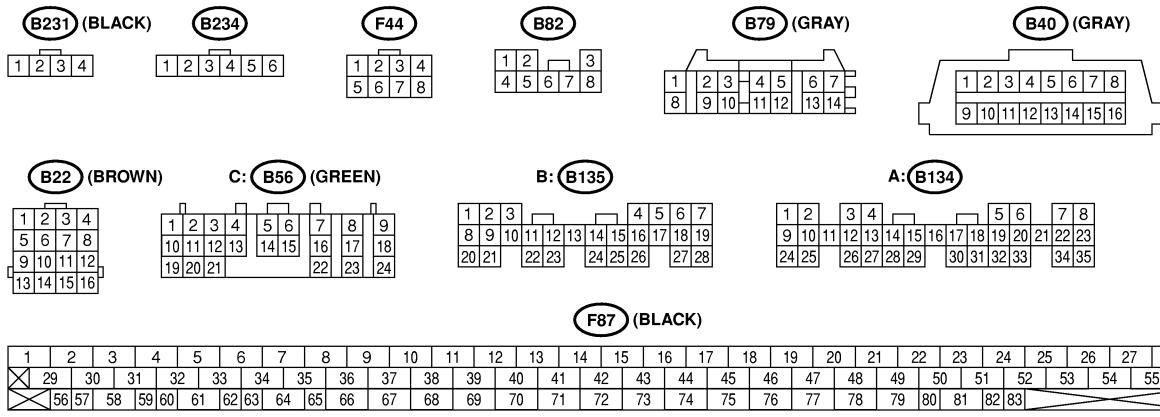 B231 (BLACK) B234 F44 B82 B79 (GRAY) B40 (GRAY)
1 2 3 4
1 2 3 4 5 6
1 2 3 4
5 6 7 8
1 2 3
4 5 6 7 8
1 2 3 4 5 6 7
8 9 10 11 12 13 14
1 2 3 4 5 6 7 8
9 10 11 12 13 14 15 16
B22 (BROWN) C: B56 (GREEN) B: B135 A: B134
1 2 3 4
5 6 7 8
9 10 11 12
13 14 15 16
1 2 3 4 5 6 7 8 9
10 11 12 13 14 15 16 17 18
19 20 21 22 23 24
1 2 3 4 5 6 7
8 9 10 11 12 13 14 15 16 17 18 19
20 21 22 23 24 25 26 27 28
1 2 3 4 5 6 7 8
9 10 11 12 13 14 15 16 17 18 19 20 21 22 23
24 25 26 27 28 29 30 31 32 33 34 35
F87 (BLACK)
1 2 3 4 5 6 7 8 9 10 11 12 13 14 15 16 17 18 19 20 21 22 23 24 25 26 27
29 30 31 32 33 34 35 36 37 38 39 40 41 42 43 44 45 46 47 48 49 50 51 52 53 54 55
56 57 58 59 60 61 62 63 64 65 66 67 68 69 70 71 72 73 74 75 76 77 78 79 80 81 82 83